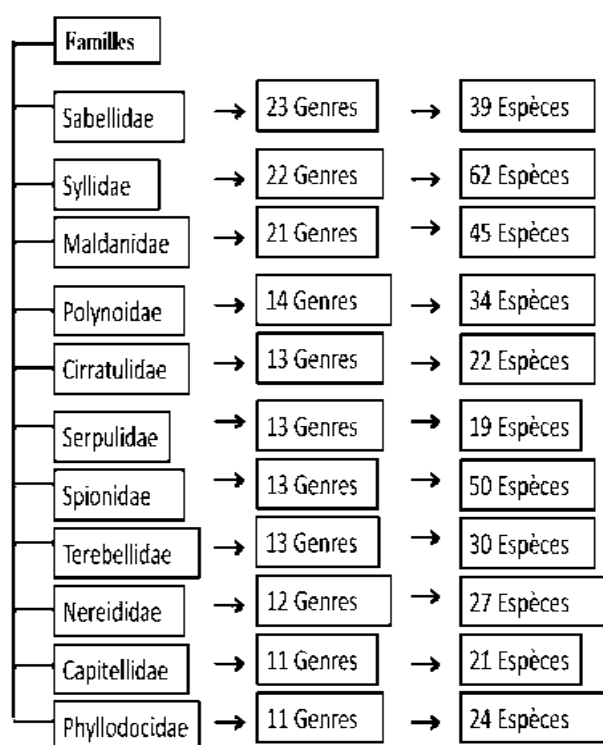 Familles
Sabellidae → 23 Genres → 39 Espèces
Syllidae → 22 Genres → 62 Espèces
Maldanidae → 21 Genres → 45 Espèces
Polynoidae → 14 Genres → 34 Espèces
Cirratulidae → 13 Genres → 22 Espèces
Serpulidae → 13 Genres → 19 Espèces
Spionidae → 13 Genres → 50 Espèces
Terebellidae → 13 Genres → 30 Espèces
Nereididae → 12 Genres → 27 Espèces
Capitellidae → 11 Genres → 21 Espèces
Phyllodocidae → 11 Genres → 24 Espèces